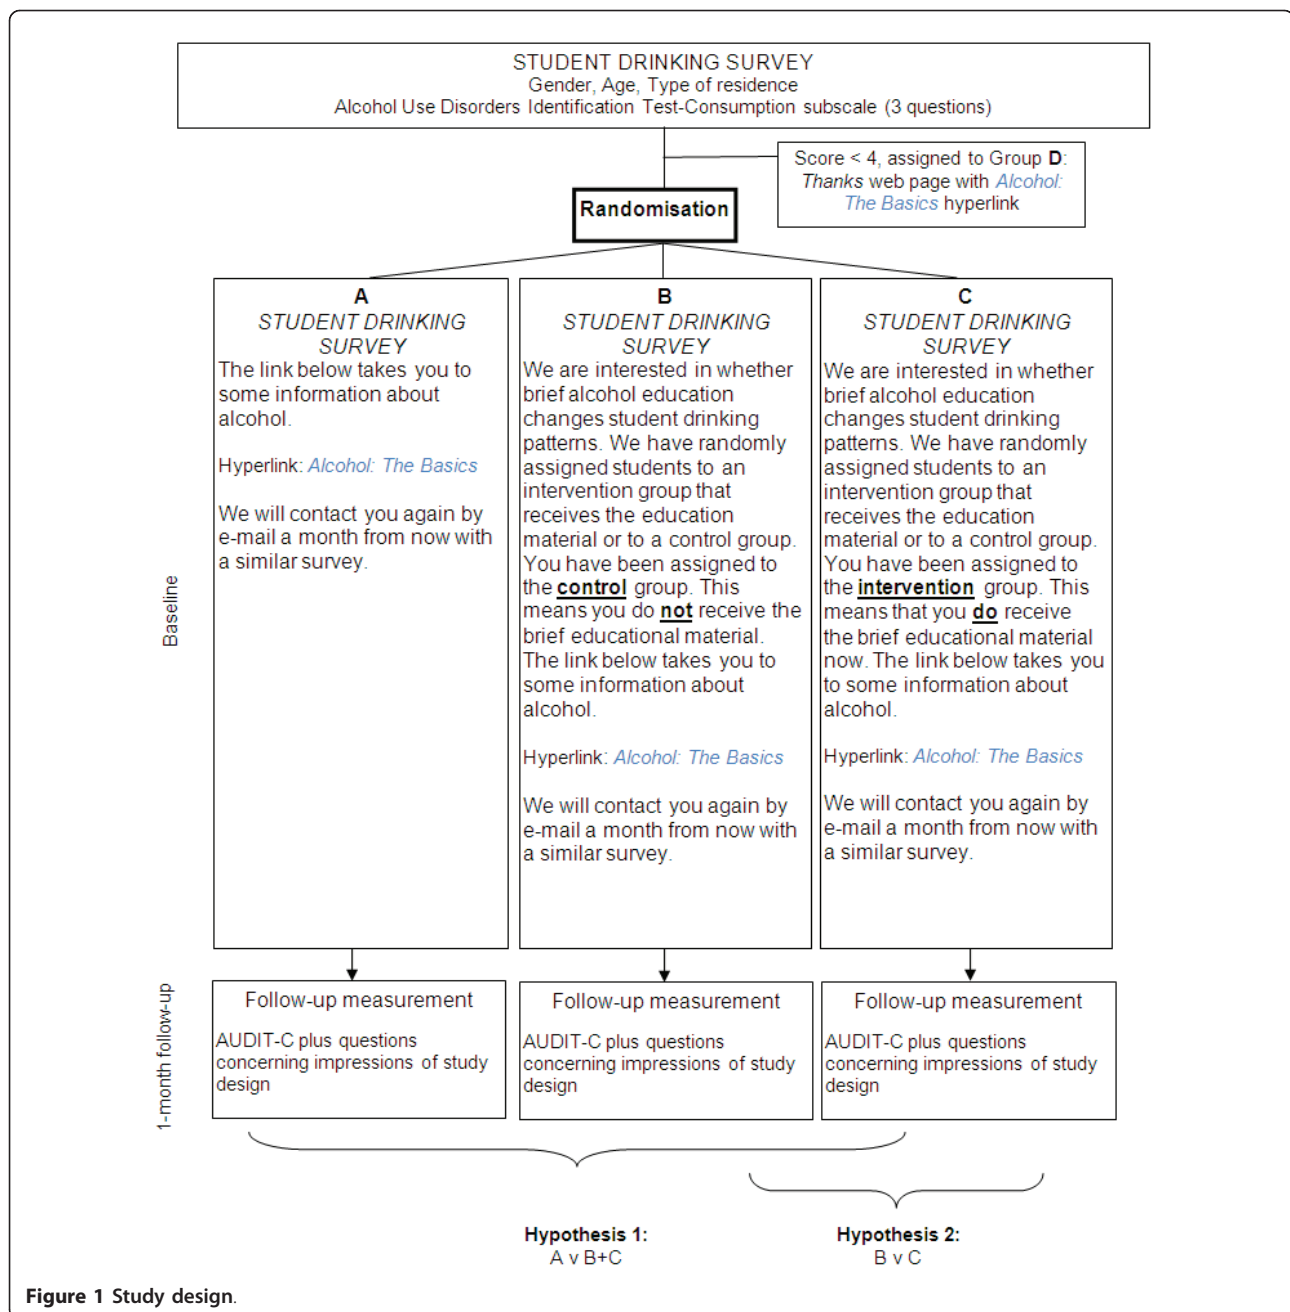 STUDENT DRINKING SURVEY
Gender, Age, Type of residence
Alcohol Use Disorders Identification Test-Consumption subscale (3 questions)
Score < 4, assigned to Group D:
Thanks web page with Alcohol:
The Basics hyperlink
Randomisation
A
STUDENT DRINKING
SURVEY
The link below takes you to
some information about
alcohol.
Hyperlink: Alcohol: The Basics
We will contact you again by
e-mail a month from now with
a similar survey.
B
STUDENT DRINKING
SURVEY
We are interested in whether
brief alcohol education
changes student drinking
patterns. We have randomly
assigned students to an
intervention group that
receives the education
material or to a control group.
You have been assigned to
the control group. This
means you do not receive the
brief educational material.
The link below takes you to
some information about
alcohol.
Hyperlink: Alcohol: The Basics
We will contact you again by
e-mail a month from now with
a similar survey.
C
STUDENT DRINKING
SURVEY
We are interested in whether
brief alcohol education
changes student drinking
patterns. We have randomly
assigned students to an
intervention group that
receives the education
material or to a control group.
You have been assigned to
the intervention group. This
means that you do receive
the brief educational material
now. The link below takes you
to some information about
alcohol.
Hyperlink: Alcohol: The Basics
We will contact you again by
e-mail a month from now with
a similar survey.
Baseline
Follow-up measurement
AUDIT-C plus questions
concerning impressions of study
design
Follow-up measurement
AUDIT-C plus questions
concerning impressions of study
design
Follow-up measurement
AUDIT-C plus questions
concerning impressions of study
design
1-month follow-up
Hypothesis 1:
A v B+C
Hypothesis 2:
B v C
Figure 1 Study design.